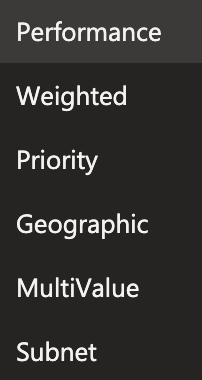 Performance
Weighted
Priority
Geographic
MultiValue
Subnet